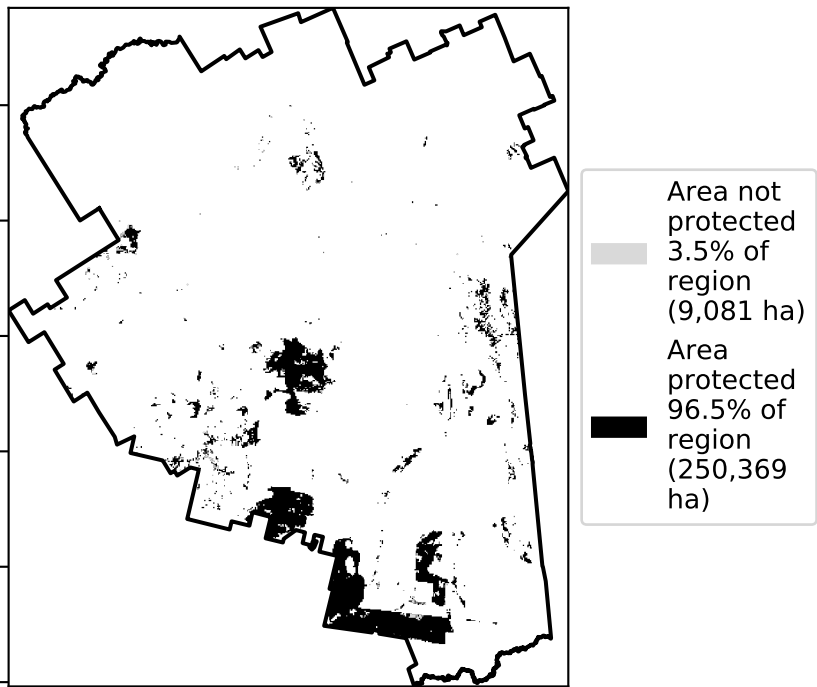 Area not
protected
3.5% of
region
(9,081 ha)
Area
protected
96.5% of
region
(250,369
ha)